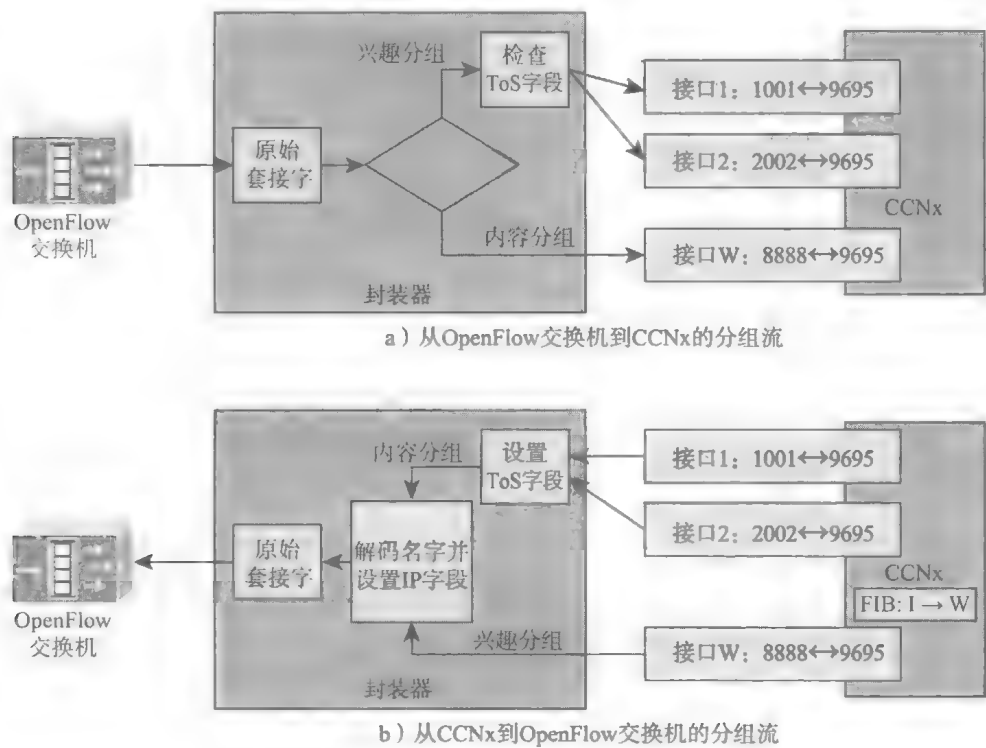 兴趣分组
检查
ToS字段
接口1：1001↔9695
原始
套接字
接口2：2002↔9695
CCNx
OpenFlow
交换机
内容分组
接口W：8888↔9695
封装器
a）从OpenFlow交换机到CCNx的分组流
内容分组
设置
ToS字段
接口1：1001↔9695
原始
套接字
解码名字并
设置IP字段
接口2：2002↔9695
CCNx
FIB: I → W
OpenFlow
交换机
兴趣分组
接口W：8888↔9695
封装器
b）从CCNx到OpenFlow交换机的分组流